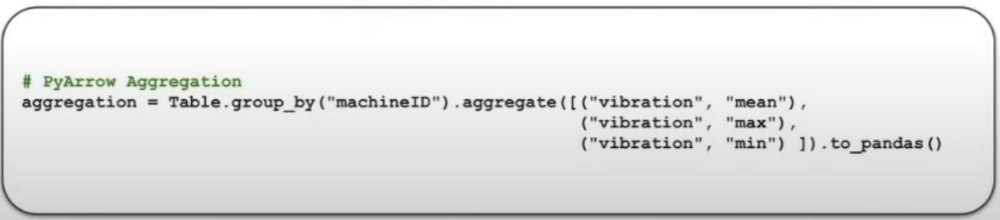 # PyArrow Aggregation
aggregation = Table.group_by("machineID").aggregate([("vibration", "mean"),
("vibration", "max"),
("vibration", "min") ]).to_pandas()